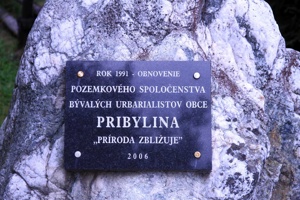 ROK 1991 - OBNOVENIE
POZEMKOVÉHO SPOLOČENSTVA
BÝVALÝCH URBARIALISTOV OBCE
PRIBYLINA
„PRÍRODA ZBLIŽUJE"
2006